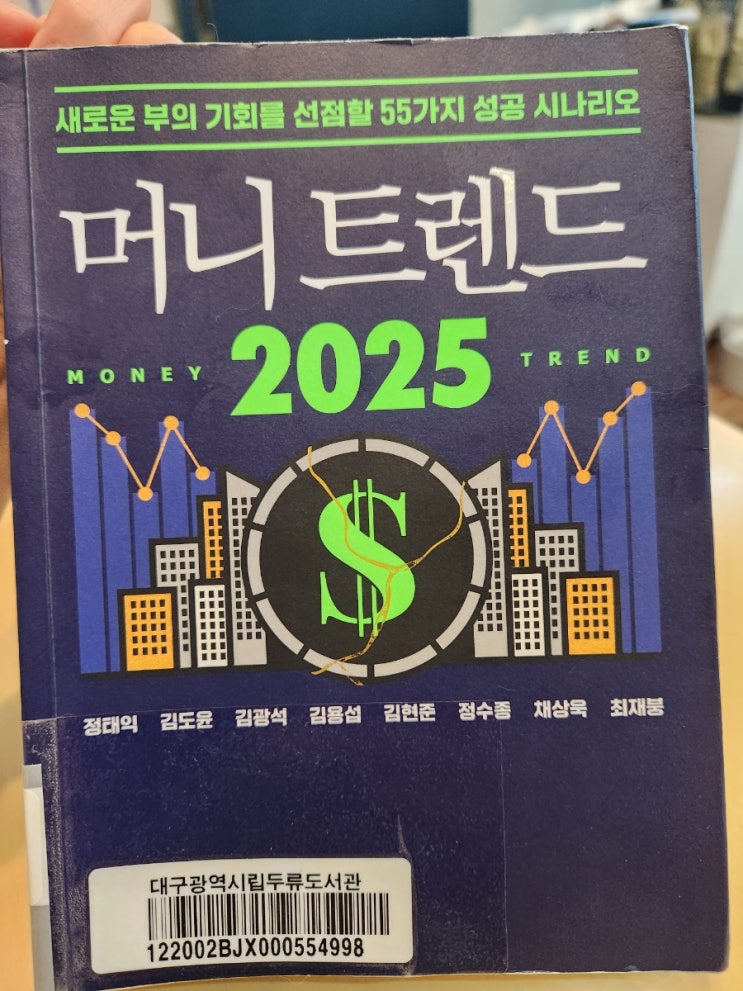 새로운 부의 기회를 선점할 55가지 성공 시나리오
머니 트렌드
2025
MONEY TREND
$
정태익 김도윤 김광석 김용섭 김현준 정수종 채상욱 최재붕
대구광역시립두류도서관
122002BJX000554998